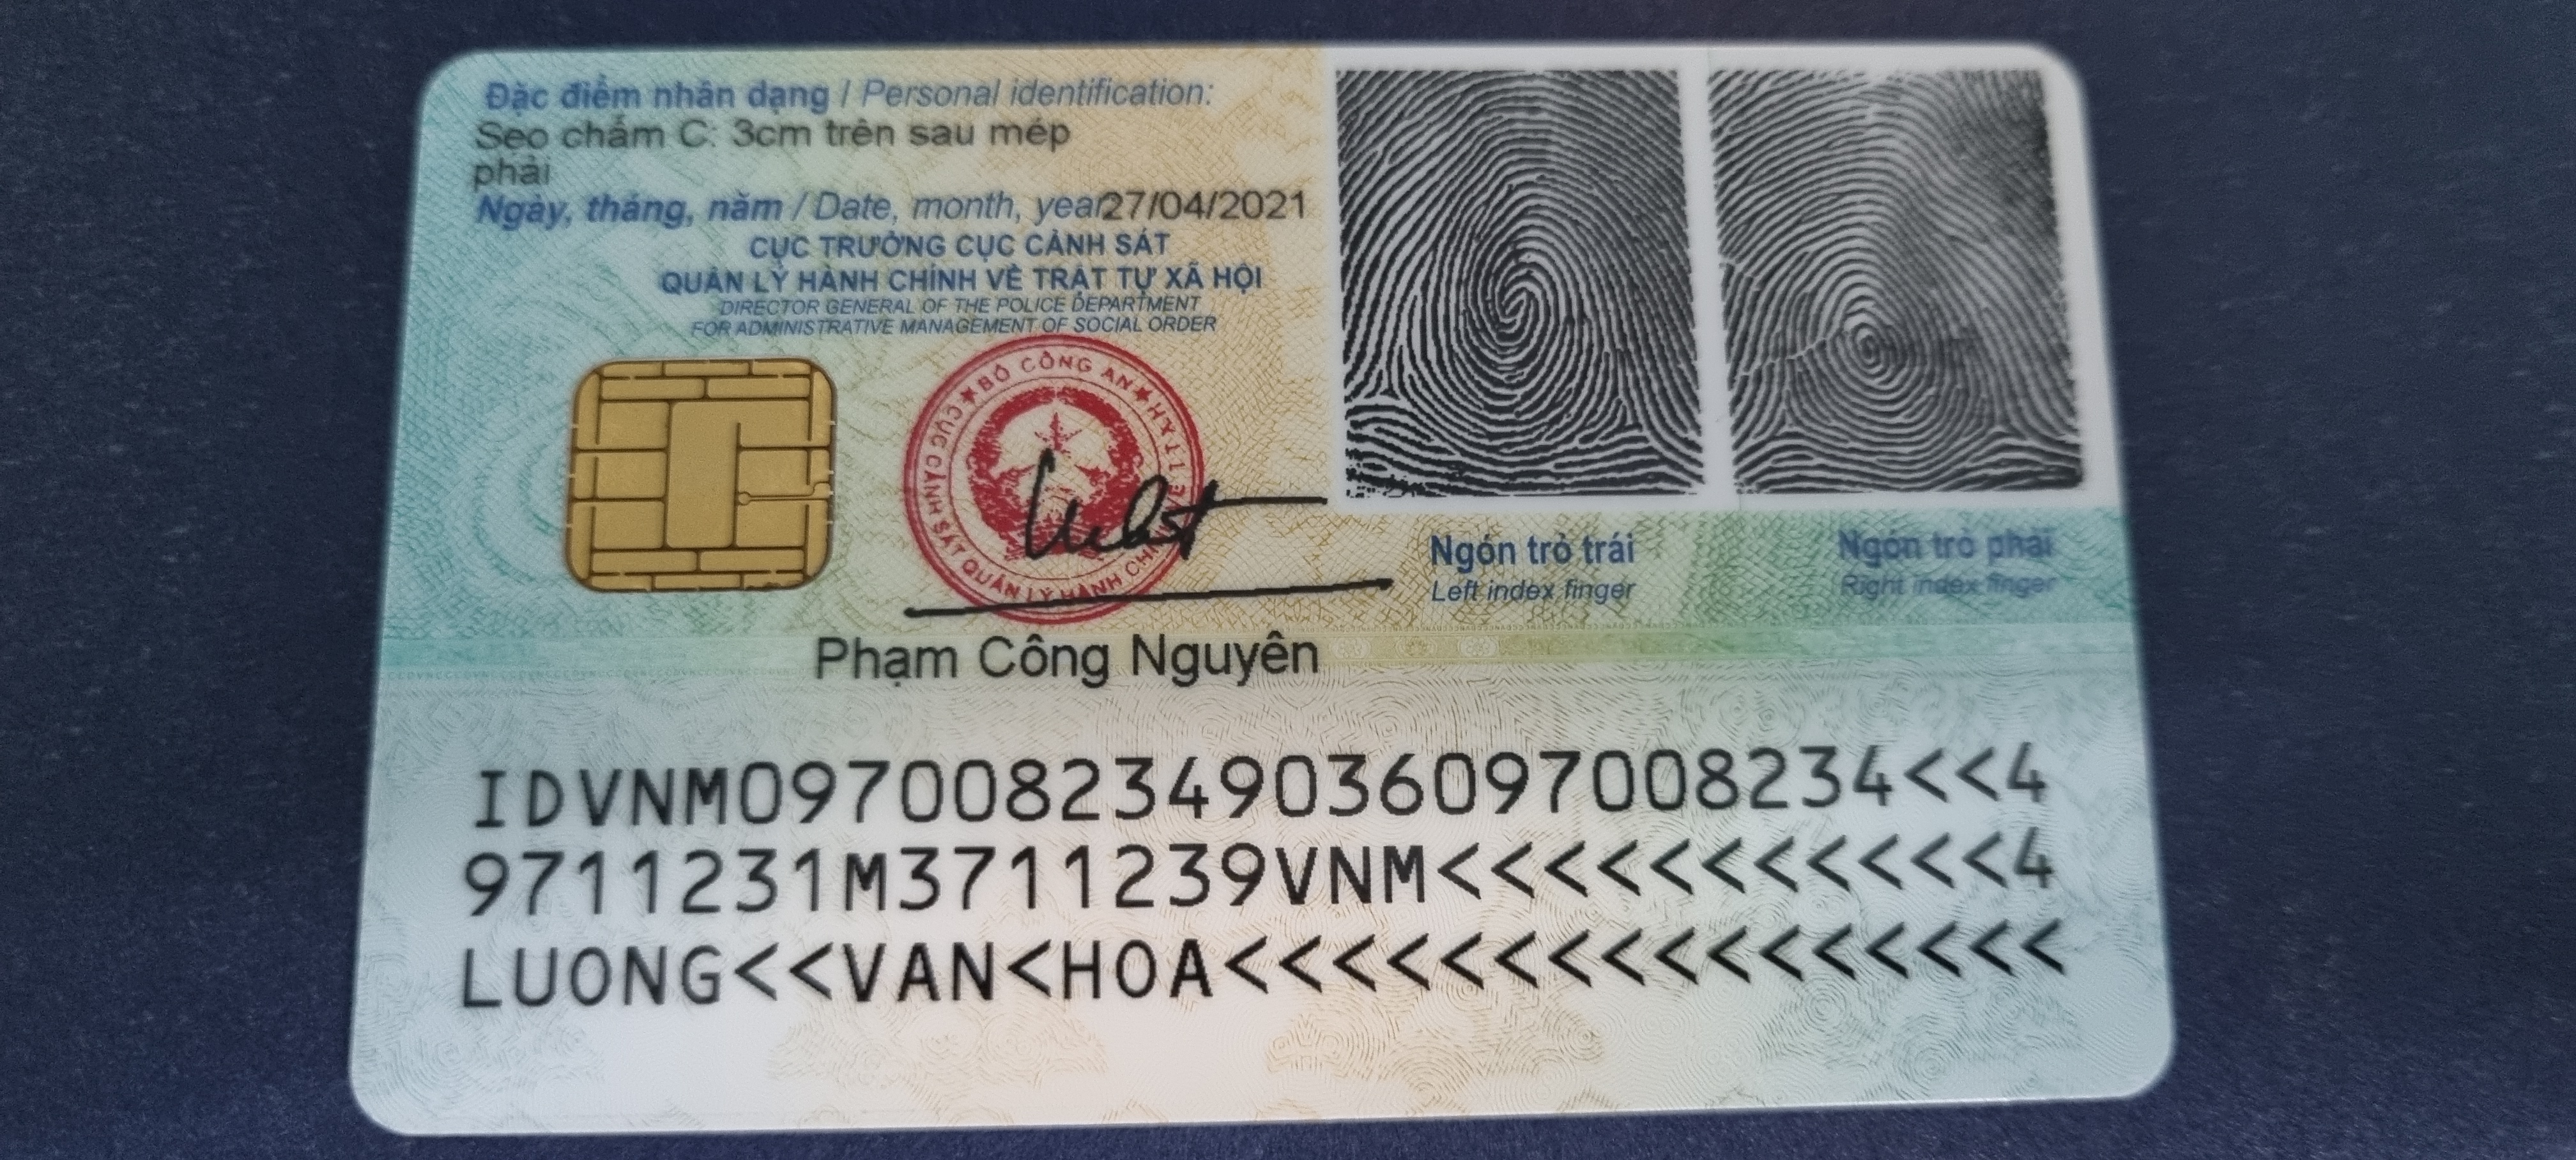 Đặc điểm nhân dạng / Personal identification:
Sẹo chấm C: 3cm trên sau mép
phải
Ngày, tháng, năm / Date, month, year27/04/2021
CỤC TRƯỞNG CỤC CẢNH SÁT
QUẢN LÝ HÀNH CHÍNH VỀ TRẬT TỰ XÃ HỘI
DIRECTOR GENERAL OF THE POLICE DEPARTMENT
FOR ADMINISTRATIVE MANAGEMENT OF SOCIAL ORDER
★ BỘ CÔNG AN ★
CỤC CẢNH SÁT QUẢN LÝ HÀNH CHÍNH VỀ TTXH
Phạm Công Nguyên
Ngón trỏ trái
Left index finger
Ngón trỏ phải
Right index finger
IDVNM0970082349036097008234<<4
9711231M3711239VNM<<<<<<<<<<<4
LUONG<<VAN<HOA<<<<<<<<<<<<<<<<